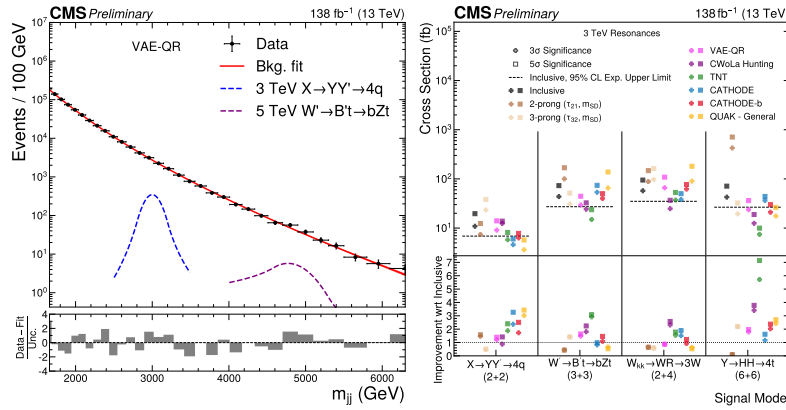 CMS Preliminary 138 fb⁻¹ (13 TeV)
VAE-QR
Data
Bkg. fit
3 TeV X→YY'→4q
5 TeV W'→B't→bZt
Events / 100 GeV
10⁷
10⁶
10⁵
10⁴
10³
10²
10¹
10⁰
Data−Fit
Unc.
4
2
0
−2
−4
2000 3000 4000 5000 6000
m_jj (GeV)
CMS Preliminary 138 fb⁻¹ (13 TeV)
3 TeV Resonances
3σ Significance
5σ Significance
Inclusive, 95% CL Exp. Upper Limit
Inclusive
2-prong (τ₂₁, m_SD)
3-prong (τ₃₂, m_SD)
VAE-QR
CWoLa Hunting
TNT
CATHODE
CATHODE-b
QUAK - General
Cross Section (fb)
10⁵
10⁴
10³
10²
10¹
Improvement wrt Inclusive
7
6
5
4
3
2
1
0
X→YY'→4q W'→B't→bZt W_kk→WR→3W Y→HH→4t
(2+2) (3+3) (2+4) (6+6)
Signal Model